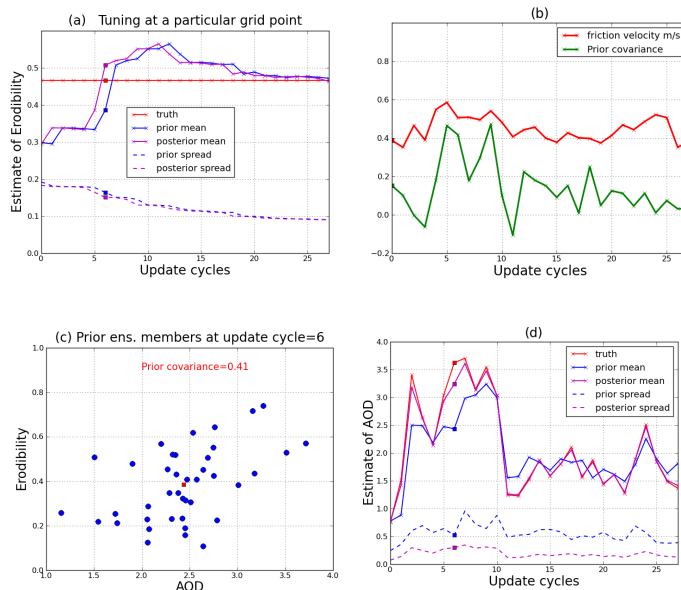 (a) Tuning at a particular grid point
Estimate of Erodibility
0.5
0.4
0.3
0.2
0.1
0.0
truth
prior mean
posterior mean
prior spread
posterior spread
0 5 10 15 20 25
Update cycles
(b)
friction velocity m/s
Prior covariance
0.8
0.6
0.4
0.2
0.0
−0.2
0 5 10 15 20 25
Update cycles
(c) Prior ens. members at update cycle=6
Prior covariance=0.41
Erodibility
1.0
0.8
0.6
0.4
0.2
0.0
1.0 1.5 2.0 2.5 3.0 3.5 4.0
AOD
(d)
Estimate of AOD
4.0
3.5
3.0
2.5
2.0
1.5
1.0
0.5
0.0
truth
prior mean
posterior mean
prior spread
posterior spread
0 5 10 15 20 25
Update cycles